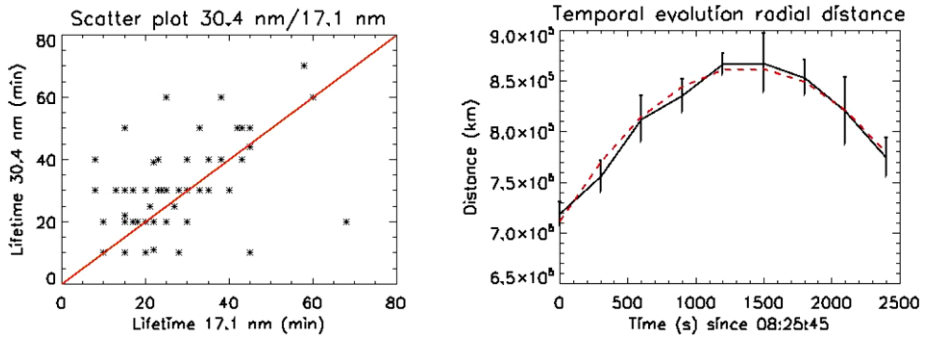 Scatter plot 30.4 nm/17.1 nm
80
60
40
20
0
Lifetime 30.4 nm (min)
0 20 40 60 80
Lifetime 17.1 nm (min)
Temporal evolution radial distance
9.0×10⁵
8.5×10⁵
8.0×10⁵
7.5×10⁵
7.0×10⁵
6.5×10⁵
Distance (km)
0 500 1000 1500 2000 2500
Time (s) since 08:25:45